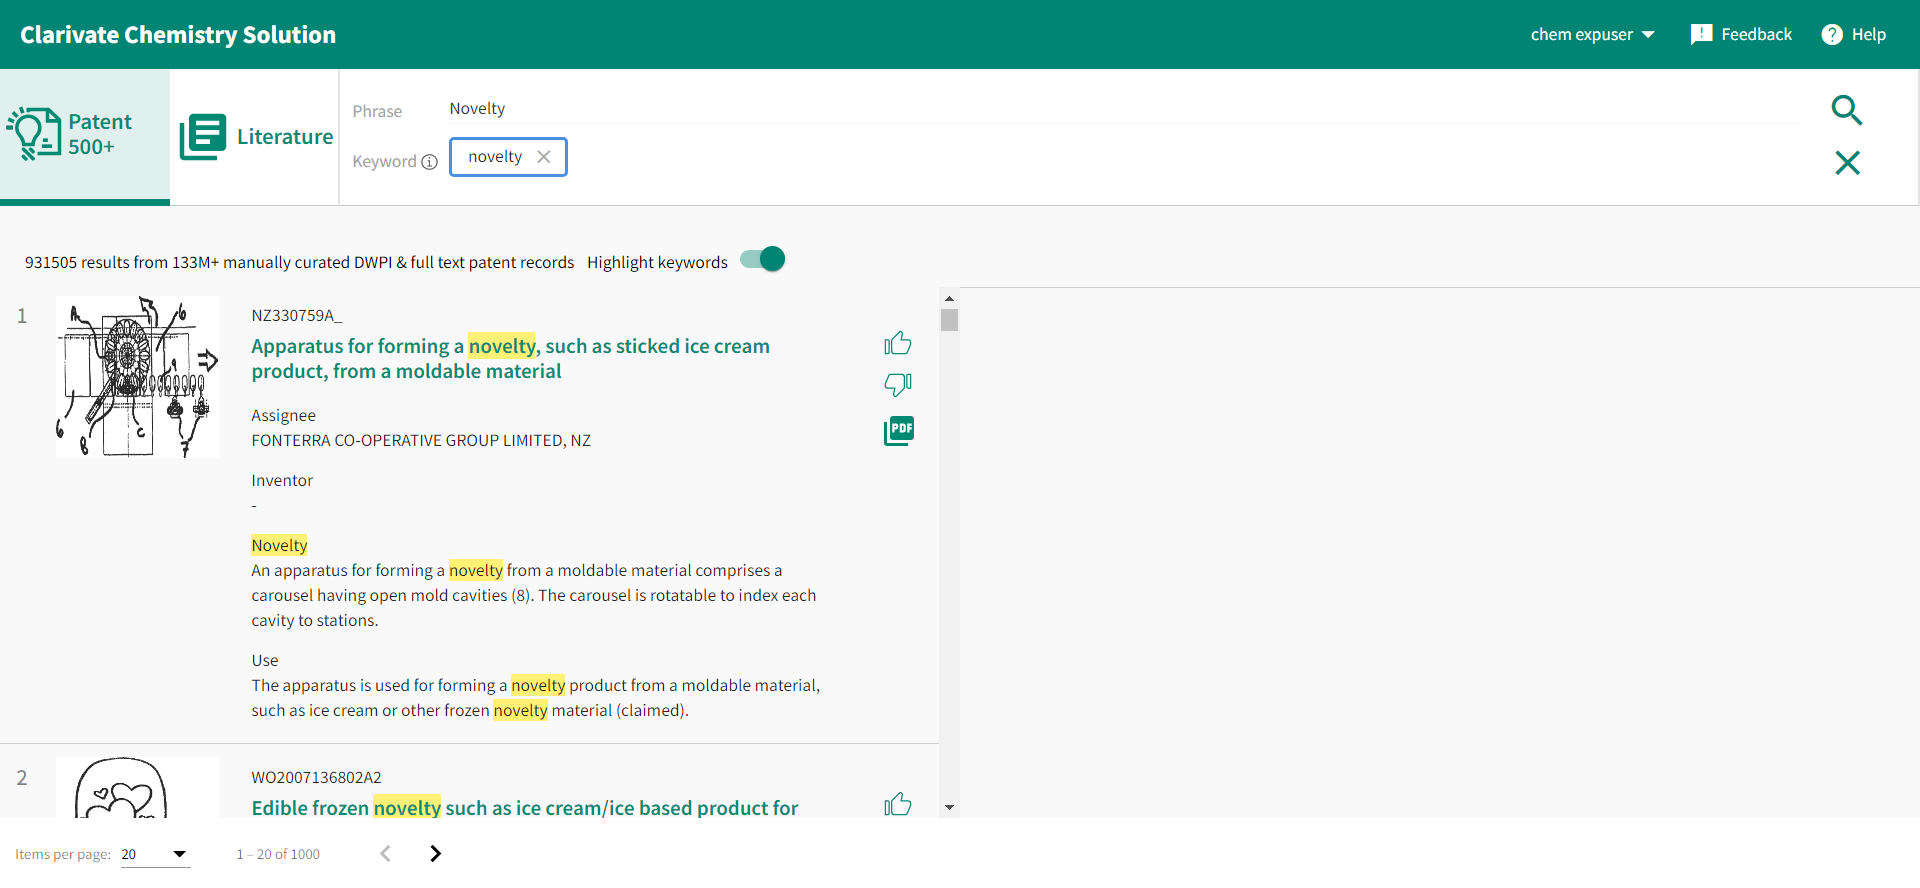 Clarivate Chemistry Solution
chem expuser
Feedback
Help
Patent
500+
Literature
Phrase
Novelty
Keyword
novelty
931505 results from 133M+ manually curated DWPI & full text patent records
Highlight keywords
1
NZ330759A_
Apparatus for forming a novelty, such as sticked ice cream
product, from a moldable material
Assignee
FONTERRA CO-OPERATIVE GROUP LIMITED, NZ
Inventor
-
Novelty
An apparatus for forming a novelty from a moldable material comprises a
carousel having open mold cavities (8). The carousel is rotatable to index each
cavity to stations.
Use
The apparatus is used for forming a novelty product from a moldable material,
such as ice cream or other frozen novelty material (claimed).
A
6
9
6
8
C
7
PDF
2
WO2007136802A2
Edible frozen novelty such as ice cream/ice based product for
Items per page:
20
1 – 20 of 1000